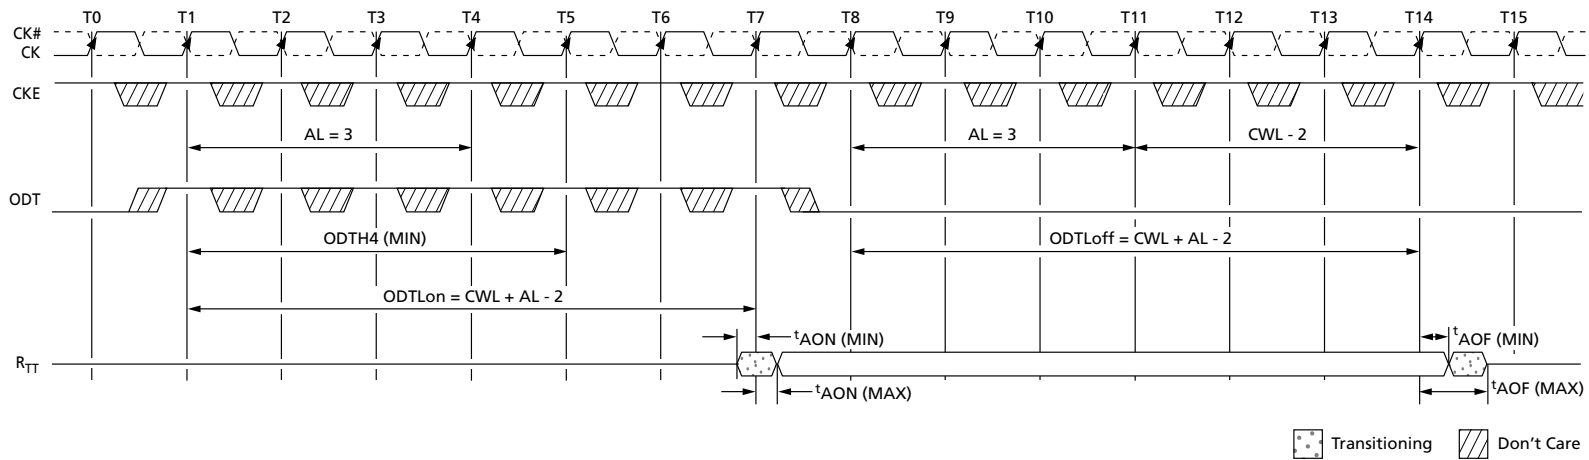 T0 T1 T2 T3 T4 T5 T6 T7 T8 T9 T10 T11 T12 T13 T14 T15
CK#
CK
CKE
AL = 3 AL = 3 CWL - 2
ODT
ODTH4 (MIN) ODTLoff = CWL + AL - 2
ODTLon = CWL + AL - 2
tAON (MIN) tAOF (MIN)
RTT
tAON (MAX) tAOF (MAX)
Transitioning Don't Care